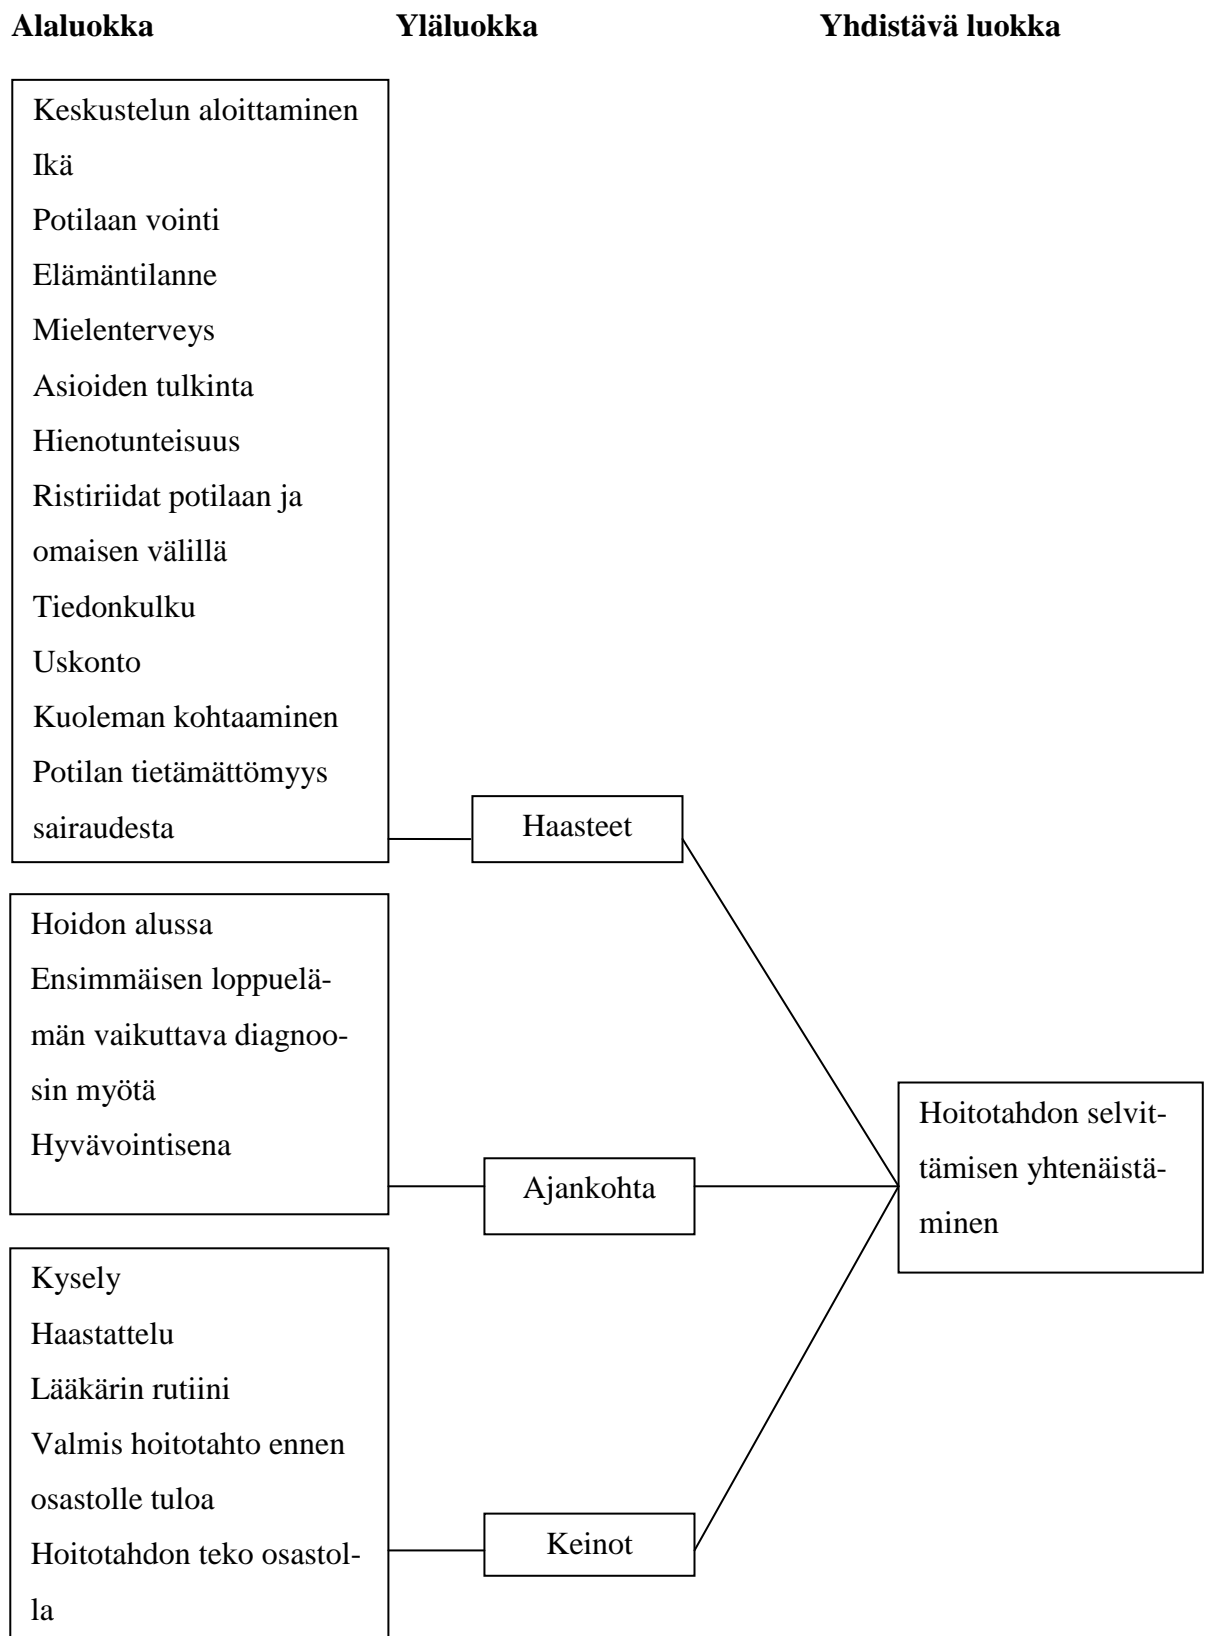 Alaluokka Yläluokka Yhdistävä luokka
Keskustelun aloittaminen
Ikä
Potilaan vointi
Elämäntilanne
Mielenterveys
Asioiden tulkinta
Hienotunteisuus
Ristiriidat potilaan ja
omaisen välillä
Tiedonkulku
Uskonto
Kuoleman kohtaaminen
Potilan tietämättömyys
sairaudesta
Haasteet
Hoidon alussa
Ensimmäisen loppuelä-
män vaikuttava diagnoo-
sin myötä
Hyvävointisena
Ajankohta
Hoitotahdon selvit-
tämisen yhtenäistä-
minen
Kysely
Haastattelu
Lääkärin rutiini
Valmis hoitotahto ennen
osastolle tuloa
Hoitotahdon teko osastol-
la
Keinot